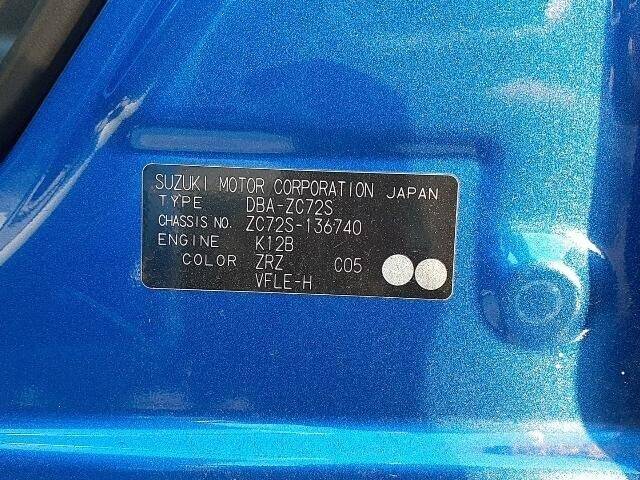 SUZUKI MOTOR CORPORATION JAPAN
TYPE DBA-ZC72S
CHASSIS NO. ZC72S-136740
ENGINE K12B
COLOR ZRZ C05
VFLE-H